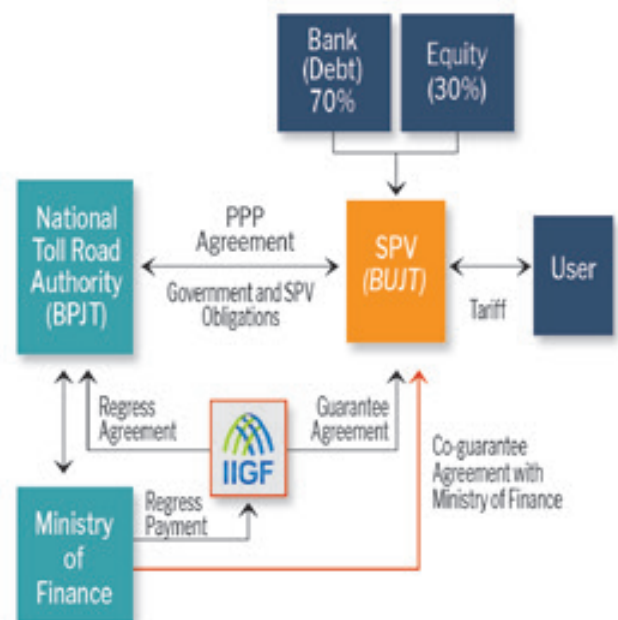 Bank
(Debt)
70%
Equity
(30%)
National
Toll Road
Authority
(BPJT)
PPP
Agreement
Government and SPV
Obligations
SPV
(BUJT)
Tariff
User
Regress
Agreement
IIGF
Guarantee
Agreement
Co-guarantee
Agreement with
Ministry of Finance
Regress
Payment
Ministry
of
Finance